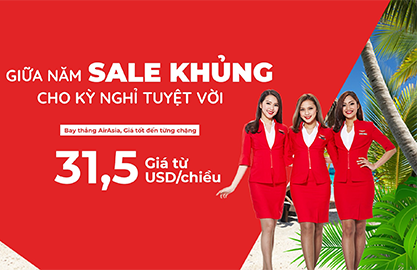 GIỮA NĂM SALE KHỦNG
CHO KỲ NGHỈ TUYỆT VỜI
Bay thẳng AirAsia, Giá tốt đến từng chặng
31,5 Giá từ
USD/chiều